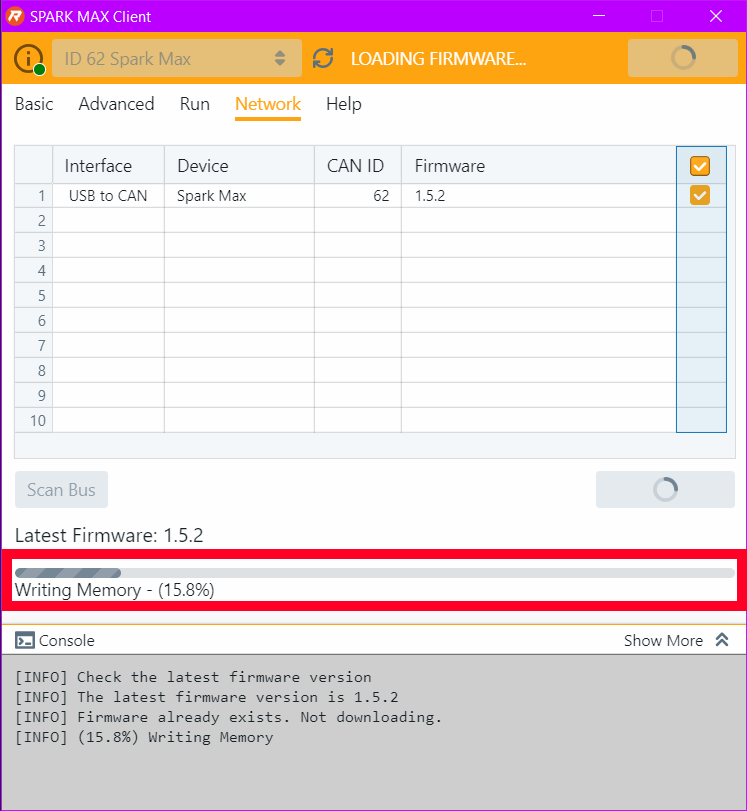 SPARK MAX Client
ID 62 Spark Max LOADING FIRMWARE...
Basic Advanced Run Network Help
Interface Device CAN ID Firmware
1 USB to CAN Spark Max 62 1.5.2
2
3
4
5
6
7
8
9
10
Scan Bus
Latest Firmware: 1.5.2
Writing Memory - (15.8%)
Console Show More
[INFO] Check the latest firmware version
[INFO] The latest firmware version is 1.5.2
[INFO] Firmware already exists. Not downloading.
[INFO] (15.8%) Writing Memory